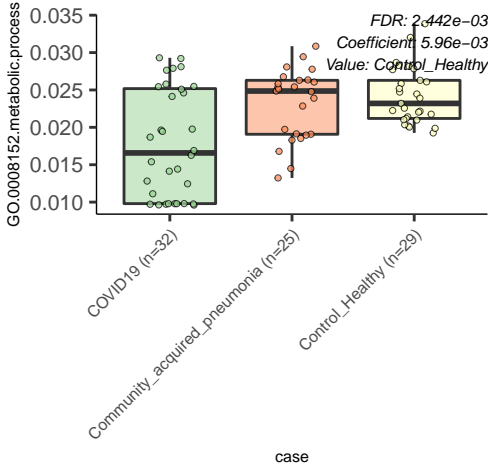 FDR: 2.442e−03
Coefficient: 5.96e−03
Value: Control_Healthy
GO.0008152.metabolic.process
0.035
0.030
0.025
0.020
0.015
0.010
COVID19 (n=32)
Community_acquired_pneumonia (n=25)
Control_Healthy (n=29)
case